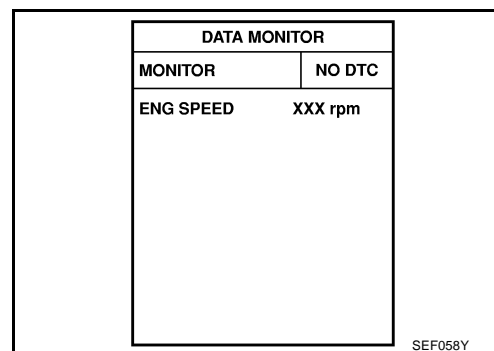 DATA MONITOR
MONITOR NO DTC
ENG SPEED XXX rpm
SEF058Y